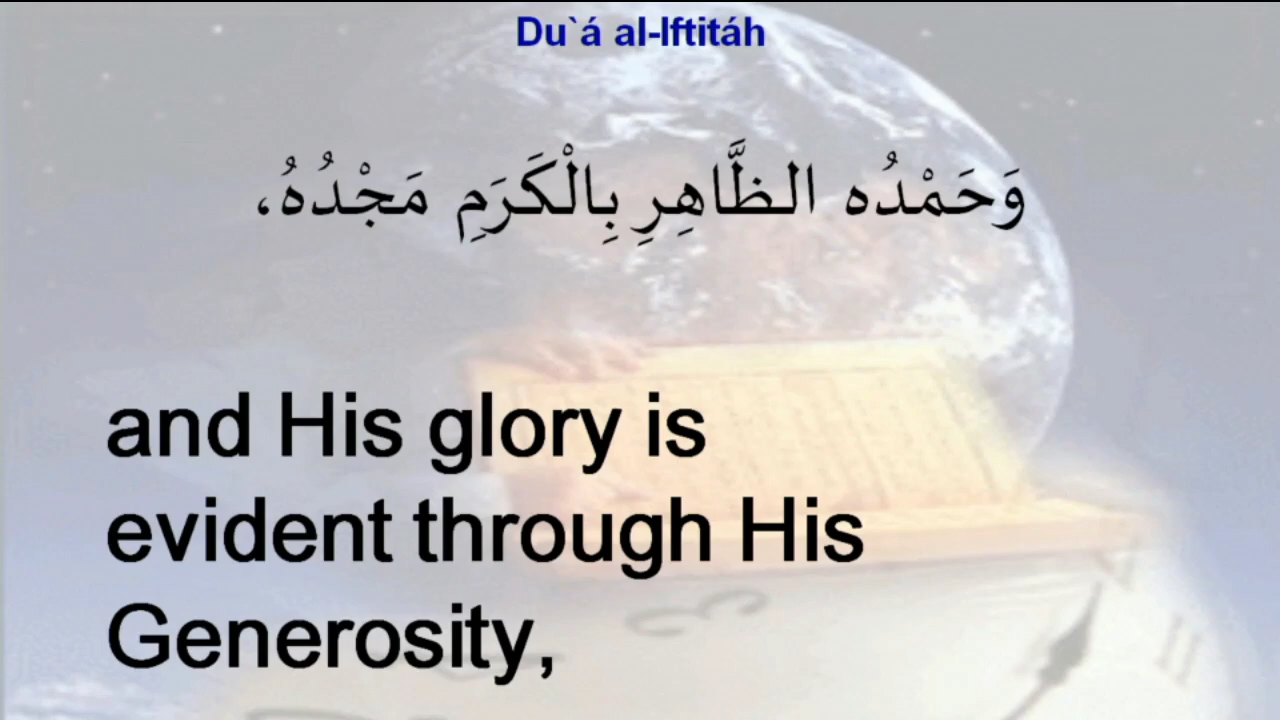 Du`á al-Iftitáh
وَحَمْدُه الظَّاهِرِ بِالْكَرَمِ مَجْدُهُ،
and His glory is
evident through His
Generosity,